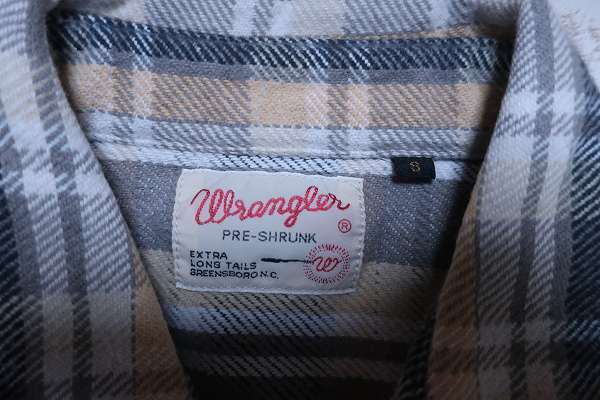 S
Wrangler®
PRE-SHRUNK
EXTRA
LONG TAILS
GREENSBORO N.C.
W